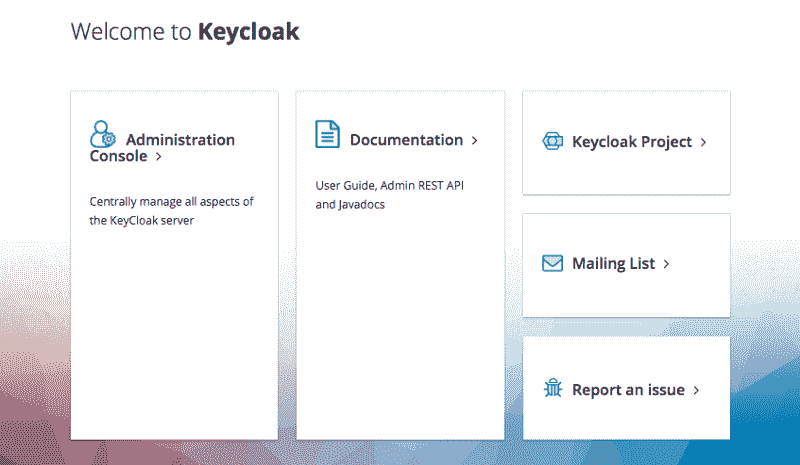 Welcome to Keycloak
Administration
Console >
Centrally manage all aspects of
the KeyCloak server
Documentation >
User Guide, Admin REST API
and Javadocs
Keycloak Project >
Mailing List >
Report an issue >